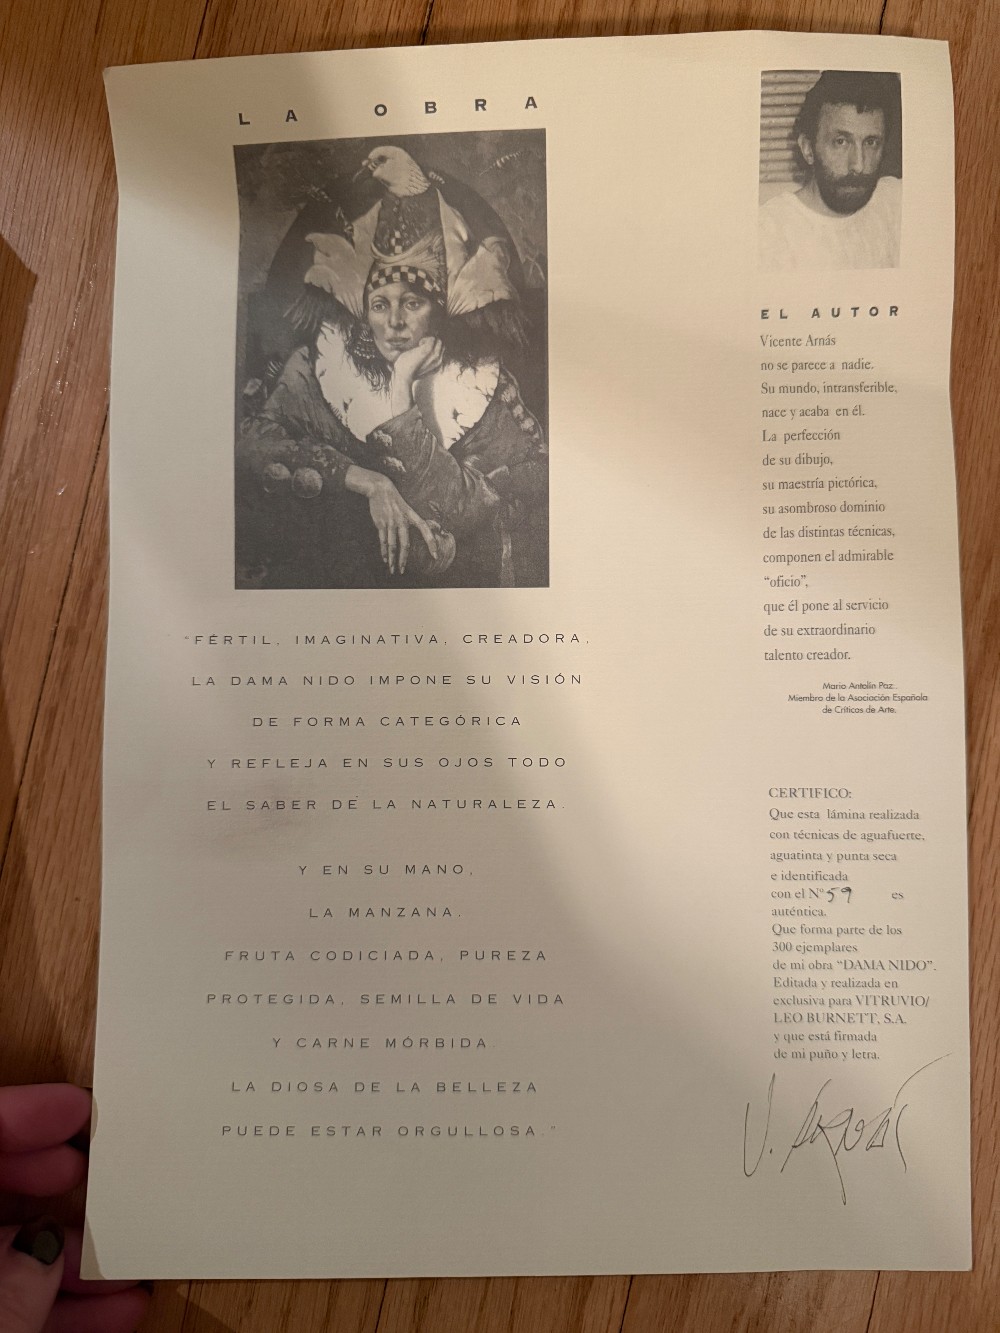 LA OBRA
"FÉRTIL, IMAGINATIVA, CREADORA,
LA DAMA NIDO IMPONE SU VISIÓN
DE FORMA CATEGÓRICA
Y REFLEJA EN SUS OJOS TODO
EL SABER DE LA NATURALEZA.
Y EN SU MANO,
LA MANZANA,
FRUTA CODICIADA, PUREZA
PROTEGIDA, SEMILLA DE VIDA
Y CARNE MÓRBIDA.
LA DIOSA DE LA BELLEZA
PUEDE ESTAR ORGULLOSA."
EL AUTOR
Vicente Arnás
no se parece a nadie.
Su mundo, intransferible,
nace y acaba en él.
La perfección
de su dibujo,
su maestría pictórica,
su asombroso dominio
de las distintas técnicas,
componen el admirable
"oficio",
que él pone al servicio
de su extraordinario
talento creador.
Mario Antolín Paz.
Miembro de la Asociación Española
de Críticos de Arte.
CERTIFICO:
Que esta lámina realizada
con técnicas de aguafuerte,
aguatinta y punta seca
e identificada
con el Nº 59 es
auténtica.
Que forma parte de los
300 ejemplares
de mi obra "DAMA NIDO".
Editada y realizada en
exclusiva para VITRUVIO/
LEO BURNETT, S.A.
y que está firmada
de mi puño y letra.
V. Arnás